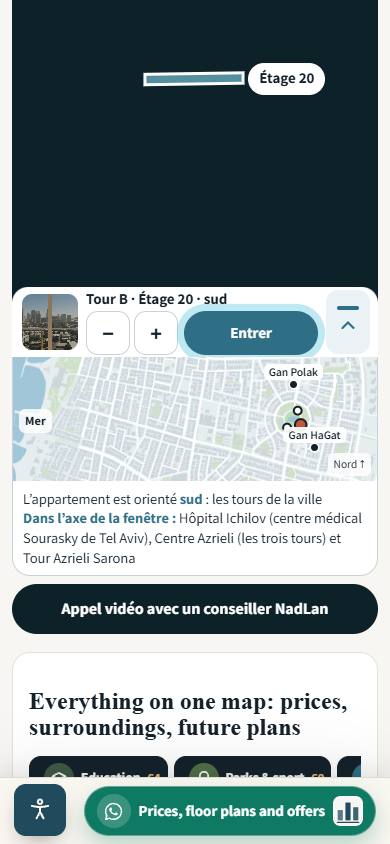 Étage 20
Tour B · Étage 20 · sud
−
+
Entrer
Gan Polak
Mer
Gan HaGat
Nord ↑
L’appartement est orienté sud : les tours de la ville
Dans l’axe de la fenêtre : Hôpital Ichilov (centre médical
Sourasky de Tel Aviv), Centre Azrieli (les trois tours) et
Tour Azrieli Sarona
Appel vidéo avec un conseiller NadLan
Everything on one map: prices,
surroundings, future plans
Education 64
Parks & sport
Prices, floor plans and offers